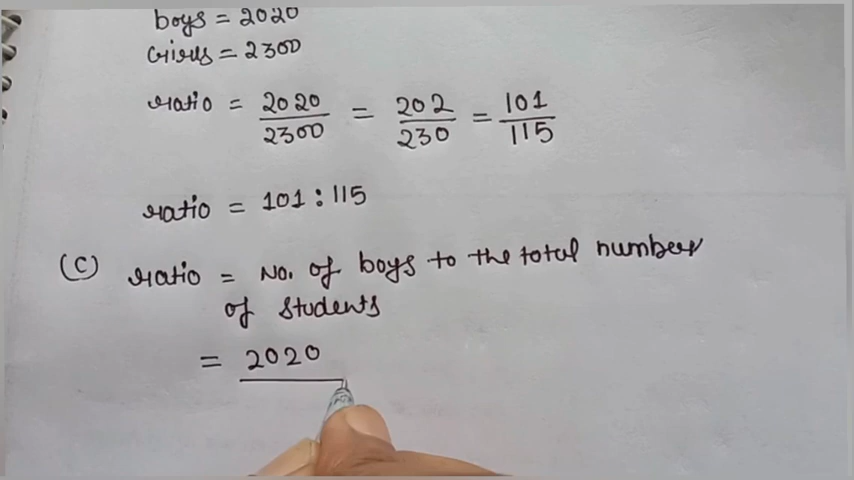 boys = 2020
Girls = 2300
ratio = 2020/2300 = 202/230 = 101/115
ratio = 101 : 115
(C) ratio = No. of boys to the total number
of students
= 2020